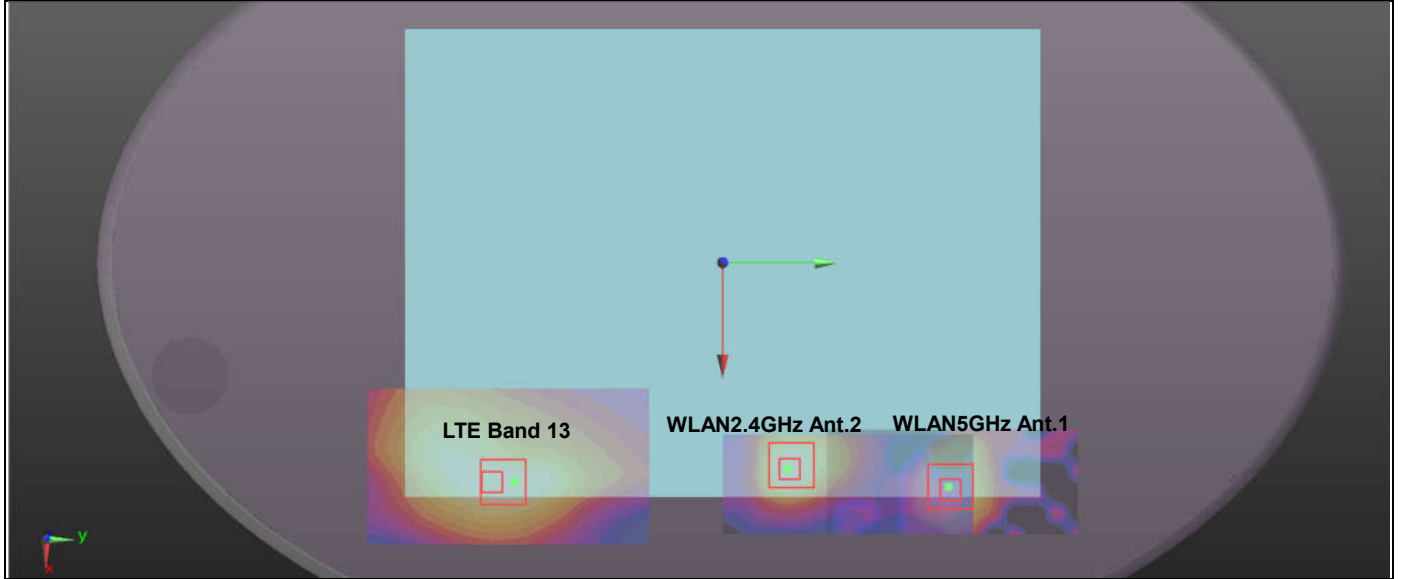 LTE Band 13
WLAN2.4GHz Ant.2
WLAN5GHz Ant.1
y
x